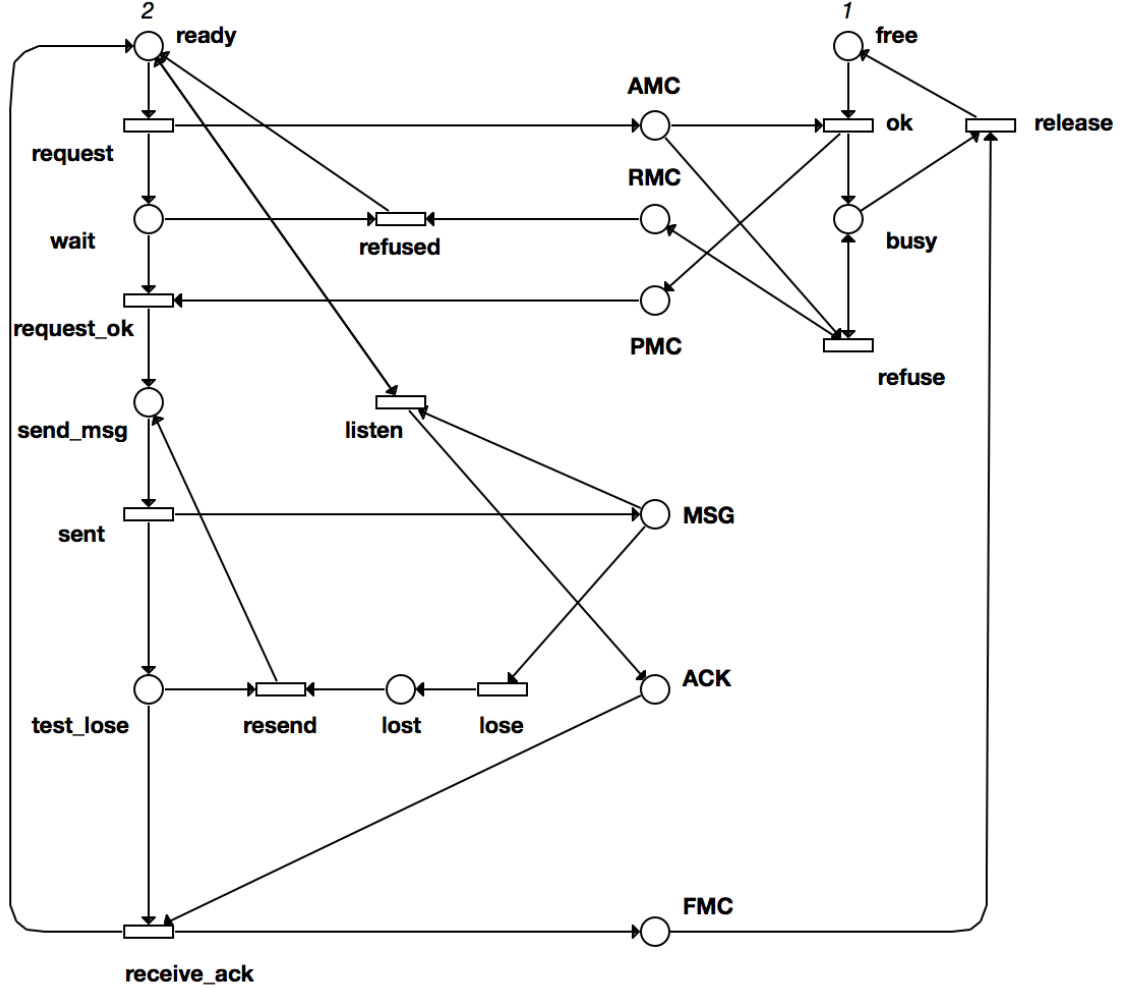 2
1
ready
free
AMC
ok
release
request
RMC
wait
refused
busy
request_ok
PMC
refuse
send_msg
listen
MSG
sent
ACK
test_lose
resend
lost
lose
FMC
receive_ack